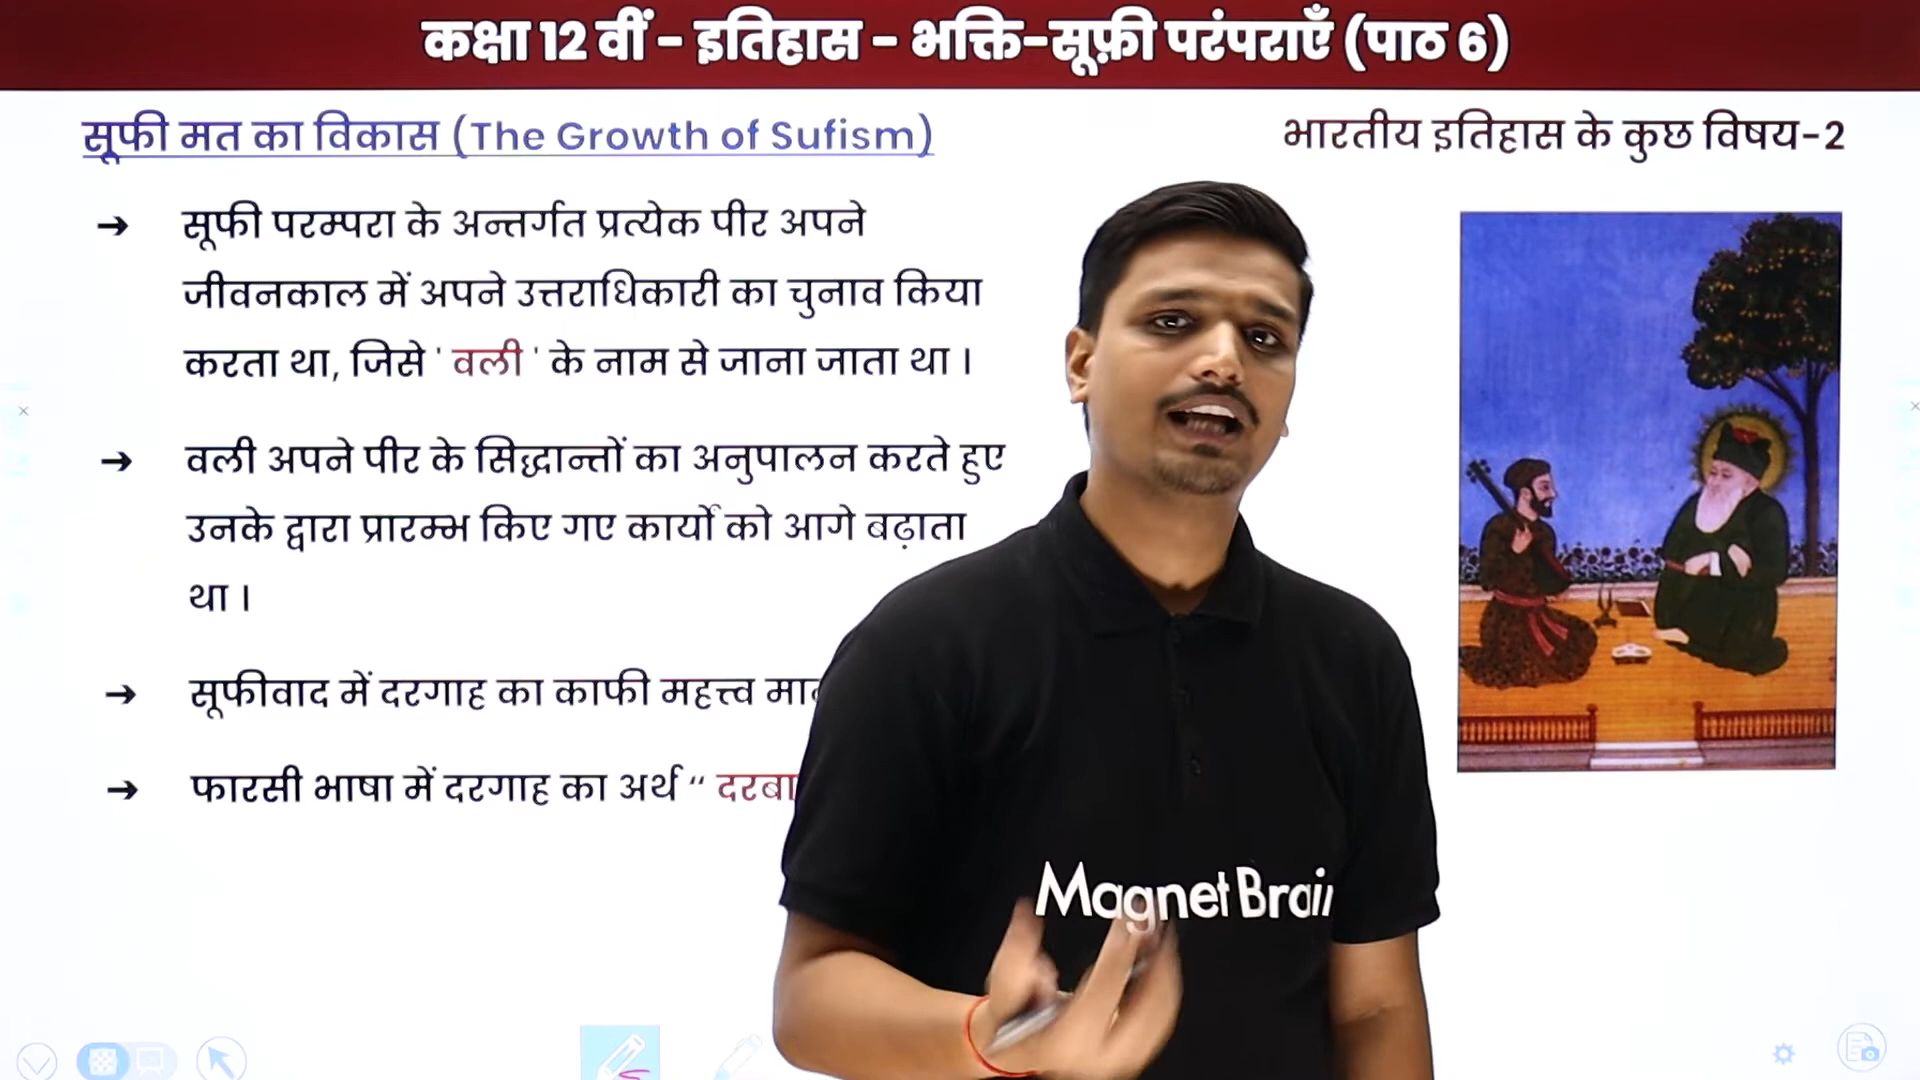 कक्षा 12 वीं - इतिहास - भक्ति-सूफ़ी परंपराएँ (पाठ 6)
सूफी मत का विकास (The Growth of Sufism)
भारतीय इतिहास के कुछ विषय-2
➔ सूफी परम्परा के अन्तर्गत प्रत्येक पीर अपने
जीवनकाल में अपने उत्तराधिकारी का चुनाव किया
करता था, जिसे ' वली ' के नाम से जाना जाता था ।
➔ वली अपने पीर के सिद्धान्तों का अनुपालन करते हुए
उनके द्वारा प्रारम्भ किए गए कार्यों को आगे बढ़ाता
था ।
➔ सूफीवाद में दरगाह का काफी महत्त्व
➔ फारसी भाषा में दरगाह का अर्थ “
Magnet Brain